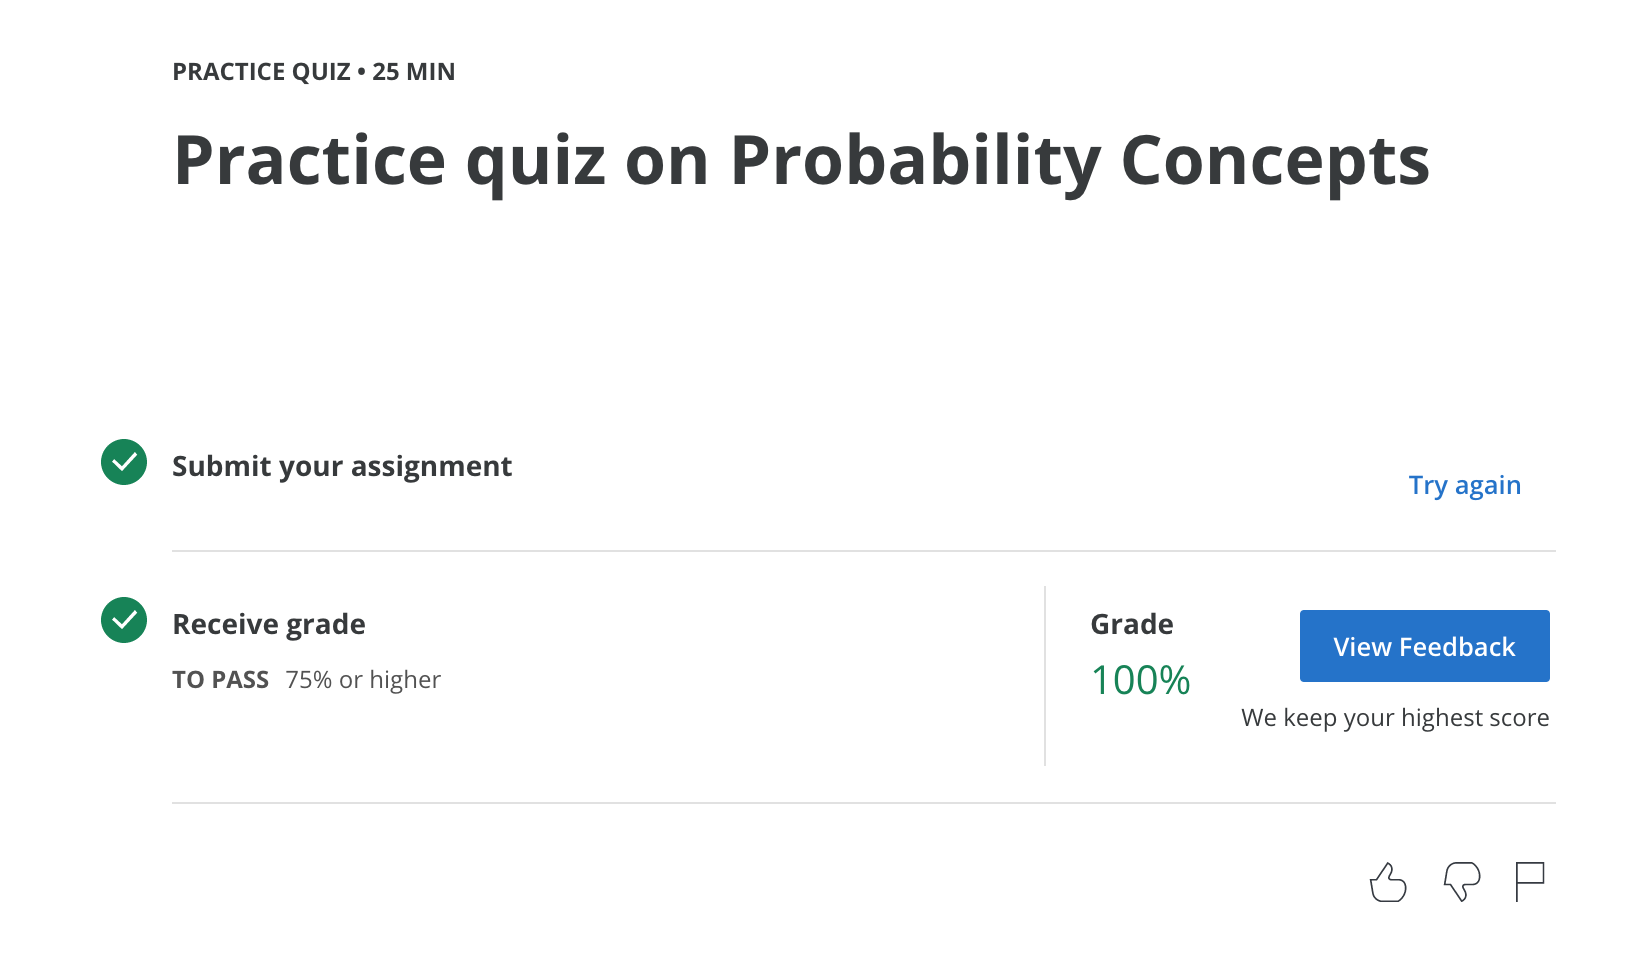 PRACTICE QUIZ • 25 MIN
Practice quiz on Probability Concepts
Submit your assignment
Try again
Receive grade
TO PASS 75% or higher
Grade
100%
View Feedback
We keep your highest score